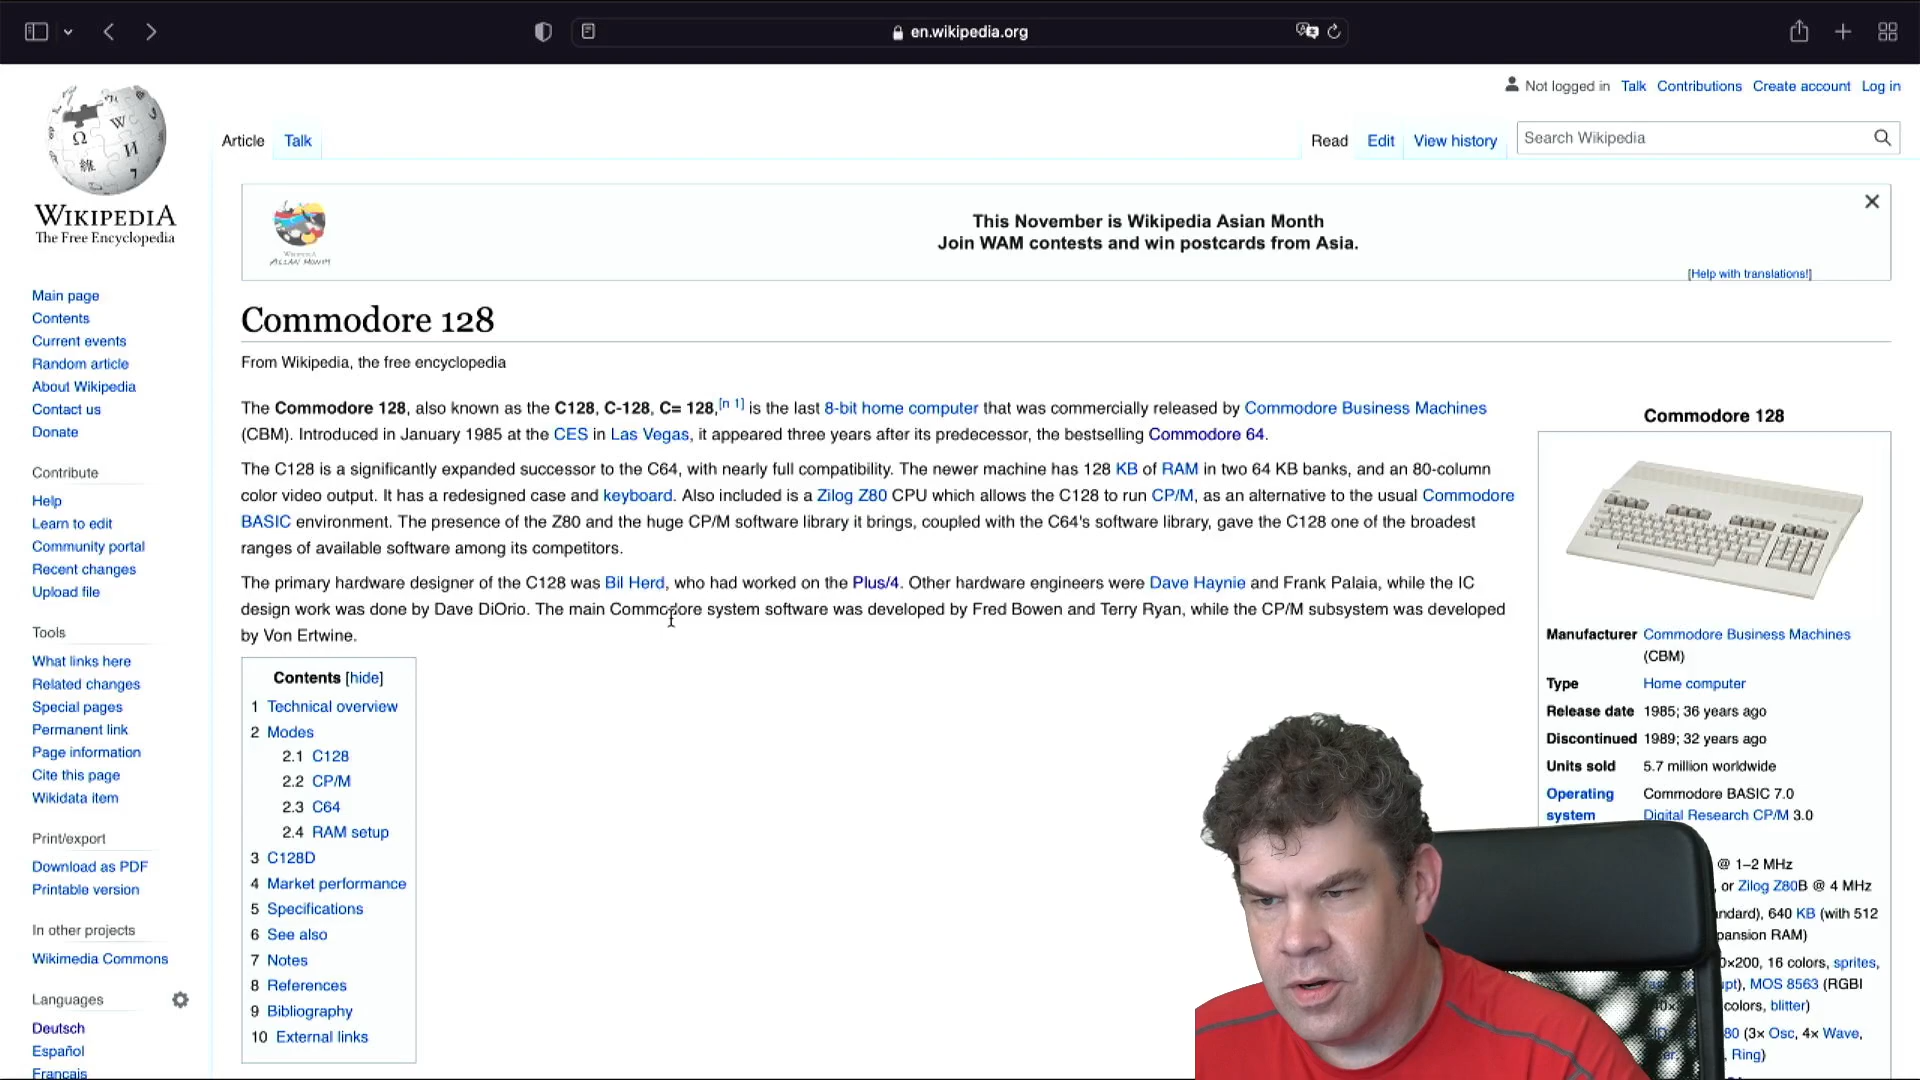 en.wikipedia.org
Not logged in Talk Contributions Create account Log in
Article Talk Read Edit View history Search Wikipedia
WIKIPEDIA
The Free Encyclopedia
This November is Wikipedia Asian Month
Join WAM contests and win postcards from Asia.
[Help with translations!]
Main page
Contents
Current events
Random article
About Wikipedia
Contact us
Donate
Contribute
Help
Learn to edit
Community portal
Recent changes
Upload file
Tools
What links here
Related changes
Special pages
Permanent link
Page information
Cite this page
Wikidata item
Print/export
Download as PDF
Printable version
In other projects
Wikimedia Commons
Languages
Deutsch
Español
Français
Commodore 128
From Wikipedia, the free encyclopedia
The Commodore 128, also known as the C128, C-128, C= 128,[n 1] is the last 8-bit home computer that was commercially released by Commodore Business Machines
(CBM). Introduced in January 1985 at the CES in Las Vegas, it appeared three years after its predecessor, the bestselling Commodore 64.
The C128 is a significantly expanded successor to the C64, with nearly full compatibility. The newer machine has 128 KB of RAM in two 64 KB banks, and an 80-column
color video output. It has a redesigned case and keyboard. Also included is a Zilog Z80 CPU which allows the C128 to run CP/M, as an alternative to the usual Commodore
BASIC environment. The presence of the Z80 and the huge CP/M software library it brings, coupled with the C64's software library, gave the C128 one of the broadest
ranges of available software among its competitors.
The primary hardware designer of the C128 was Bil Herd, who had worked on the Plus/4. Other hardware engineers were Dave Haynie and Frank Palaia, while the IC
design work was done by Dave DiOrio. The main Commodore system software was developed by Fred Bowen and Terry Ryan, while the CP/M subsystem was developed
by Von Ertwine.
Contents [hide]
1 Technical overview
2 Modes
2.1 C128
2.2 CP/M
2.3 C64
2.4 RAM setup
3 C128D
4 Market performance
5 Specifications
6 See also
7 Notes
8 References
9 Bibliography
10 External links
Commodore 128
Manufacturer Commodore Business Machines
(CBM)
Type Home computer
Release date 1985; 36 years ago
Discontinued 1989; 32 years ago
Units sold 5.7 million worldwide
Operating Commodore BASIC 7.0
system Digital Research CP/M 3.0
@ 1–2 MHz
, or Zilog Z80B @ 4 MHz
640 KB (with 512
RAM)
16 colors, sprites,
MOS 8563 (RGBI
colors, blitter)
(3× Osc, 4× Wave,
Ring)